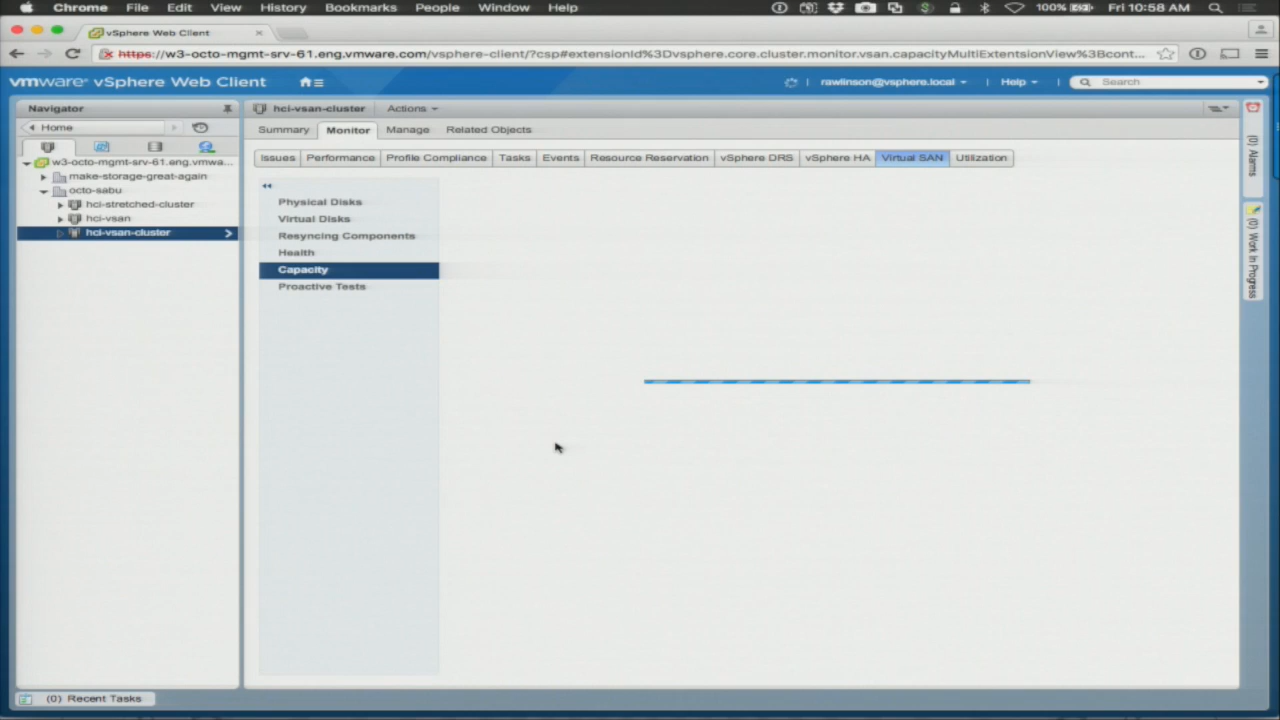 Chrome File Edit View History Bookmarks People Window Help 100% Fri 10:58 AM
vSphere Web Client
https://w3-octo-mgmt-srv-61.eng.vmware.com/vsphere-client/?csp#extensionId%3Dvsphere.core.cluster.monitor.vsan.capacityMultiExtentsionView%3Bcont...
vmware® vSphere Web Client rawlinson@vsphere.local Help Search
Navigator
hci-vsan-cluster Actions
Home
Summary Monitor Manage Related Objects
Issues Performance Profile Compliance Tasks Events Resource Reservation vSphere DRS vSphere HA Virtual SAN Utilization
w3-octo-mgmt-srv-61.eng.vmwa...
make-storage-great-again
octo-sabu
hci-stretched-cluster
hci-vsan
hci-vsan-cluster
Physical Disks
Virtual Disks
Resyncing Components
Health
Capacity
Proactive Tests
(0) Alarms
(0) Work In Progress
(0) Recent Tasks